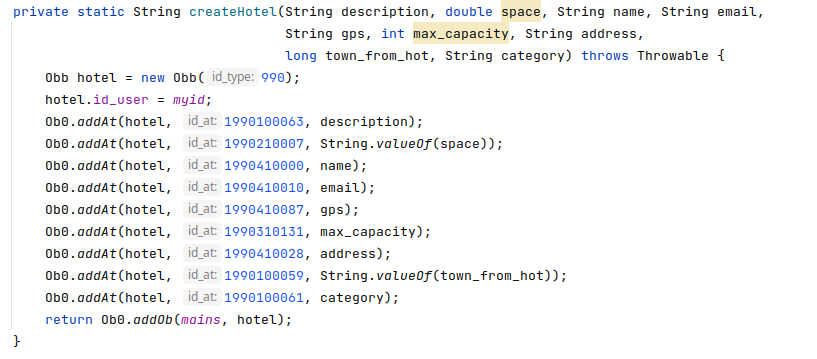 private static String createHotel(String description, double space, String name, String email,
String gps, int max_capacity, String address,
long town_from_hot, String category) throws Throwable {
Obb hotel = new Obb( id_type: 990);
hotel.id_user = myid;
Ob0.addAt(hotel, id_at: 1990100063, description);
Ob0.addAt(hotel, id_at: 1990210007, String.valueOf(space));
Ob0.addAt(hotel, id_at: 1990410000, name);
Ob0.addAt(hotel, id_at: 1990410010, email);
Ob0.addAt(hotel, id_at: 1990410087, gps);
Ob0.addAt(hotel, id_at: 1990310131, max_capacity);
Ob0.addAt(hotel, id_at: 1990410028, address);
Ob0.addAt(hotel, id_at: 1990100059, String.valueOf(town_from_hot));
Ob0.addAt(hotel, id_at: 1990100061, category);
return Ob0.addOb(mains, hotel);
}